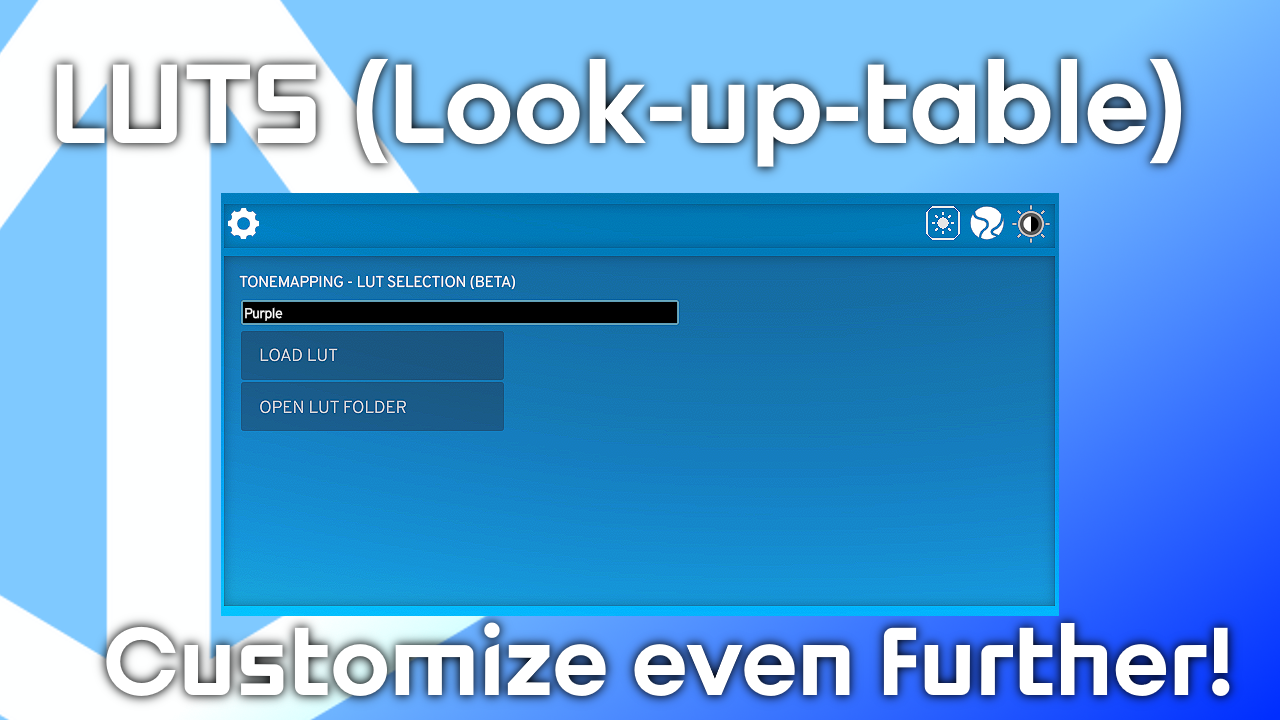 LUTS (Look-up-table)
TONEMAPPING - LUT SELECTION (BETA)
Purple
LOAD LUT
OPEN LUT FOLDER
Customize even Further!